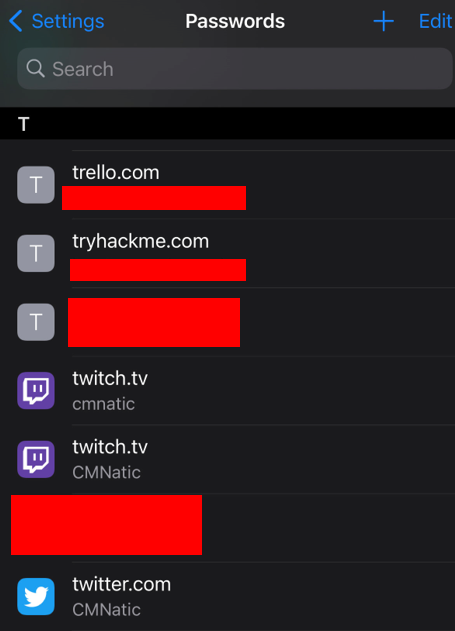 Settings
Passwords
Edit
Search
T
T
trello.com
T
tryhackme.com
T
twitch.tv
cmnatic
twitch.tv
CMNatic
twitter.com
CMNatic